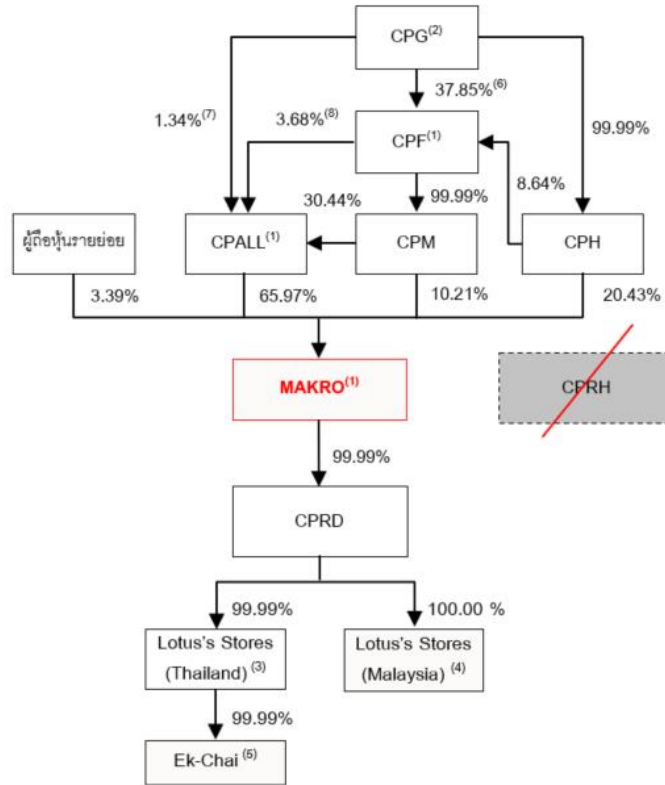 CPG(2)
37.85%(6)
1.34%(7)
3.68%(8)
99.99%
CPF(1)
30.44%
99.99%
8.64%
ผู้ถือหุ้นรายย่อย
CPALL(1)
CPM
CPH
3.39%
65.97%
10.21%
20.43%
MAKRO(1)
CPRH
99.99%
CPRD
99.99%
100.00 %
Lotus's Stores
(Thailand) (3)
Lotus's Stores
(Malaysia) (4)
99.99%
Ek-Chai (5)